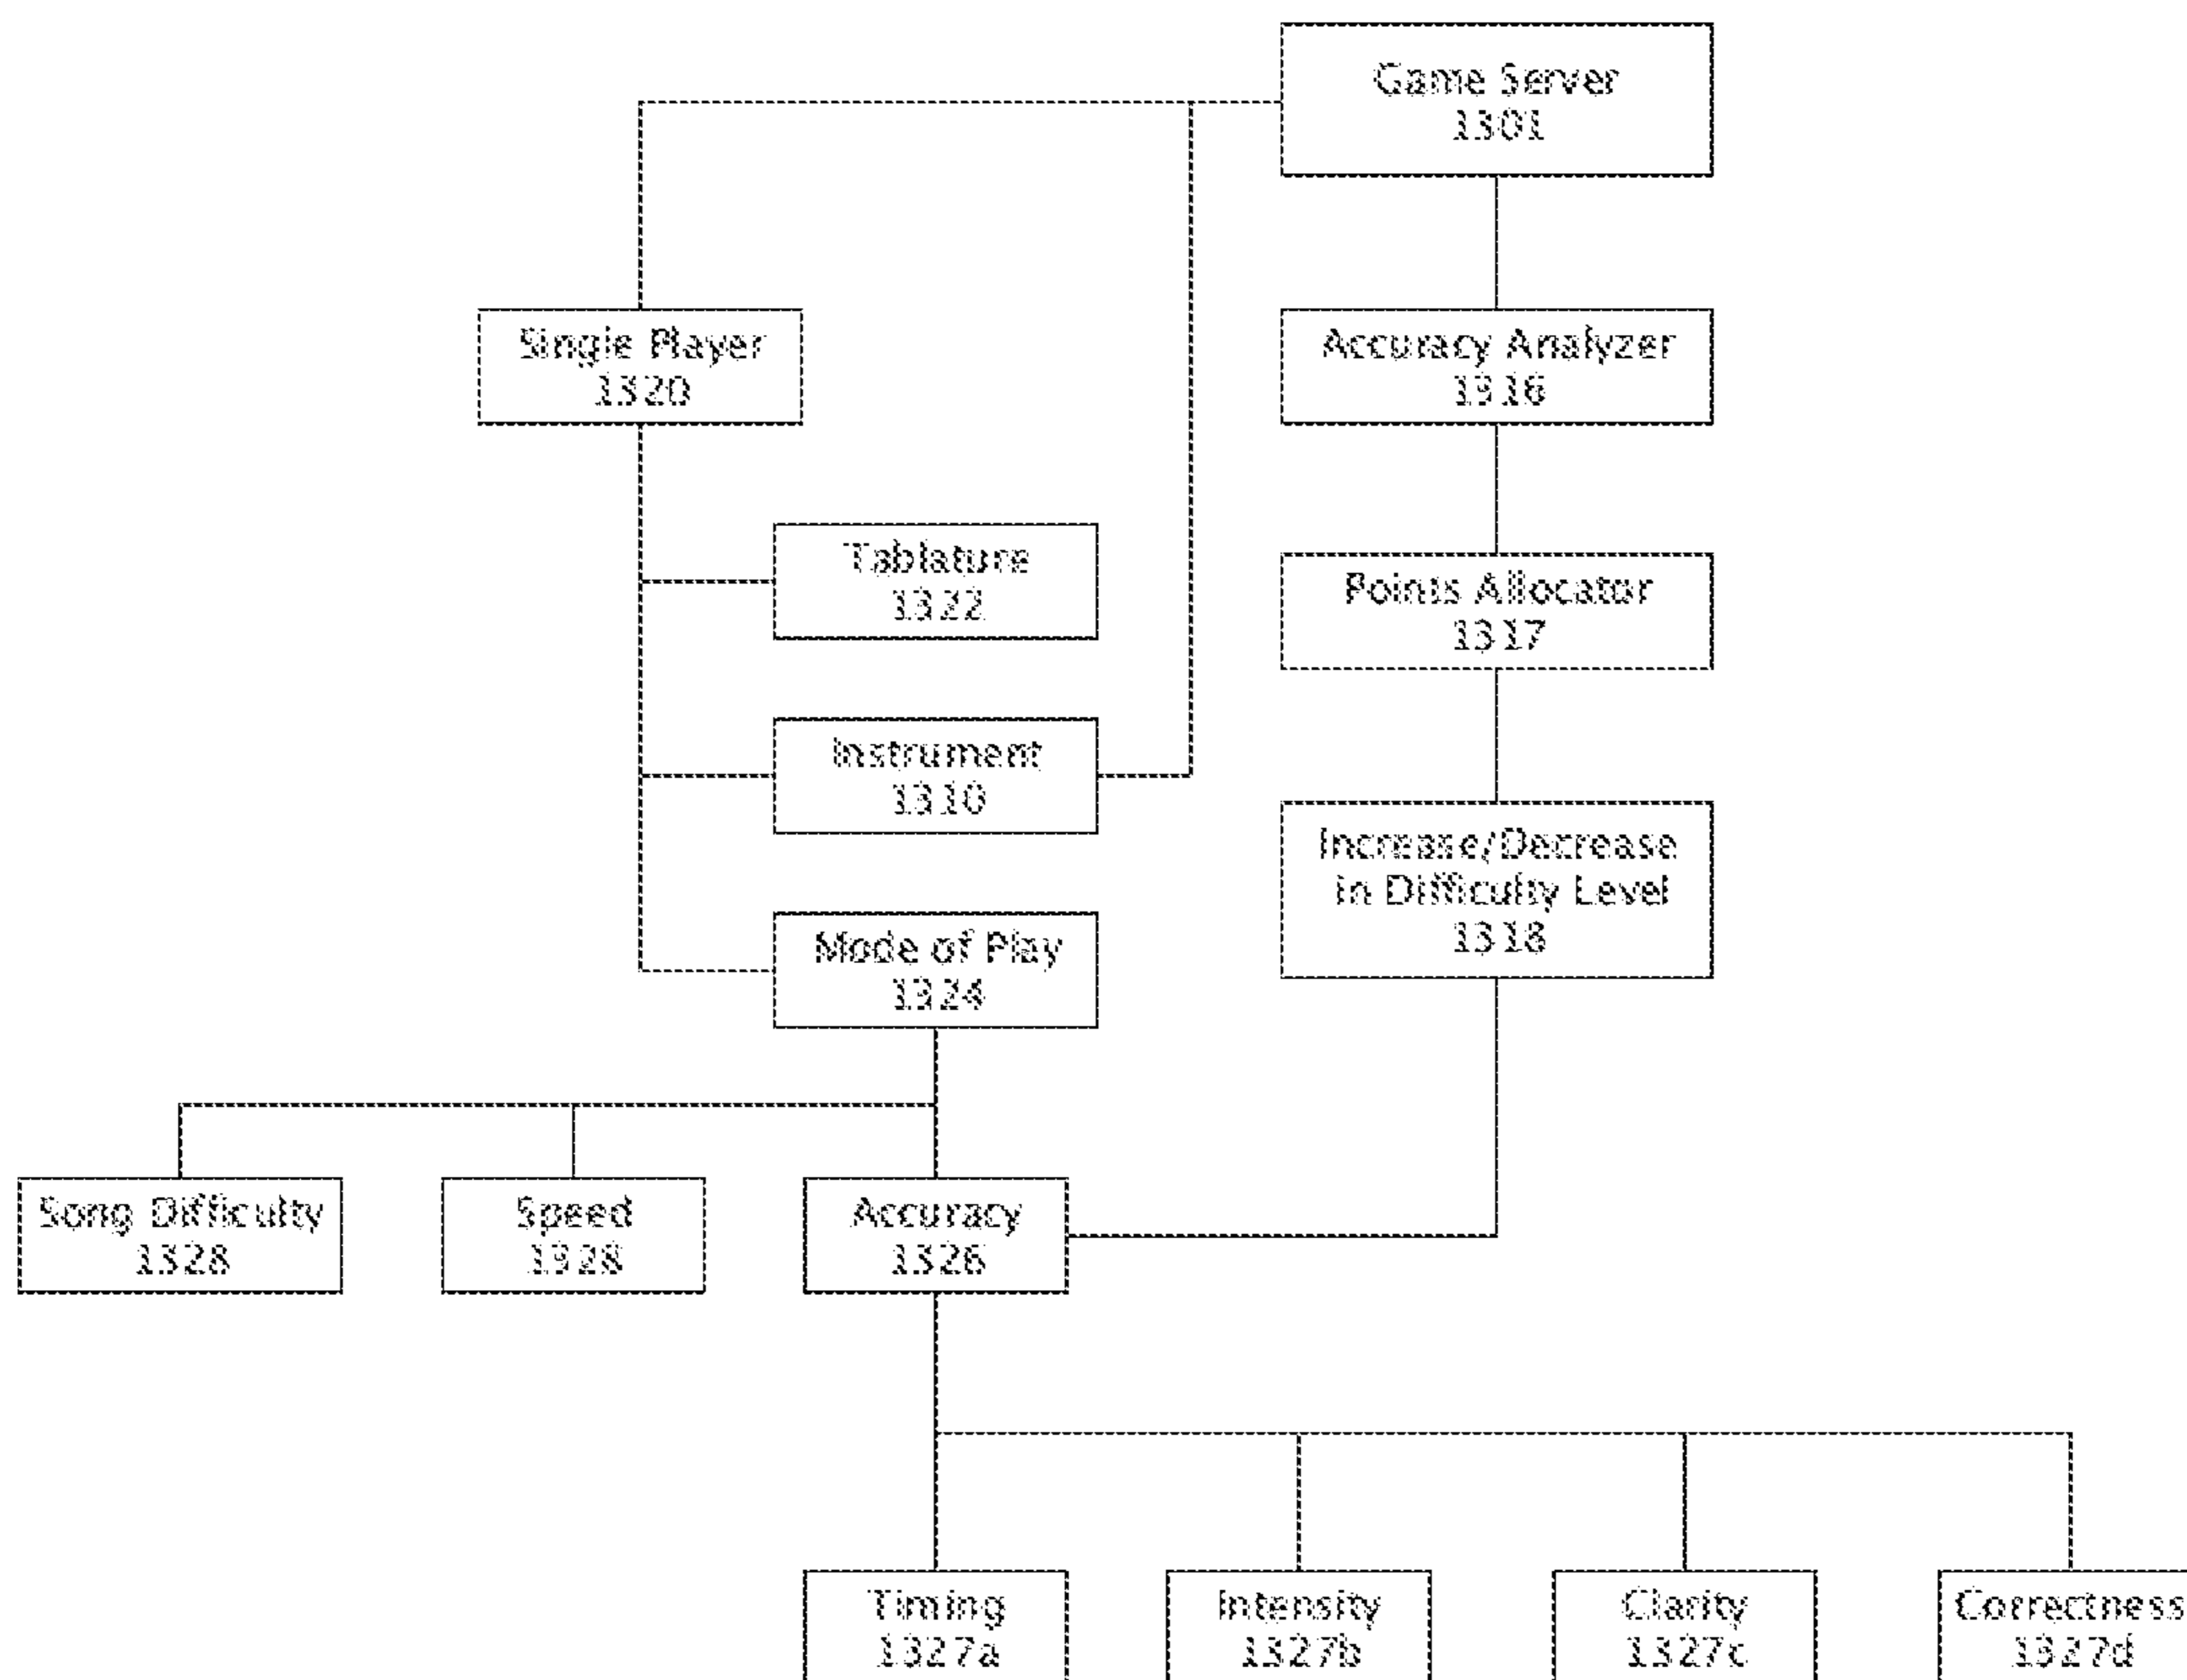 Game Server
1301
Single Player
1320
Accuracy Analyzer
1316
Tablature
1322
Points Allocator
1317
Instrument
1310
Increase/Decrease
in Difficulty Level
1318
Mode of Play
1324
Song Difficulty
1328
Speed
1328
Accuracy
1326
Timing
1327a
Intensity
1327b
Clarity
1327c
Correctness
1327d